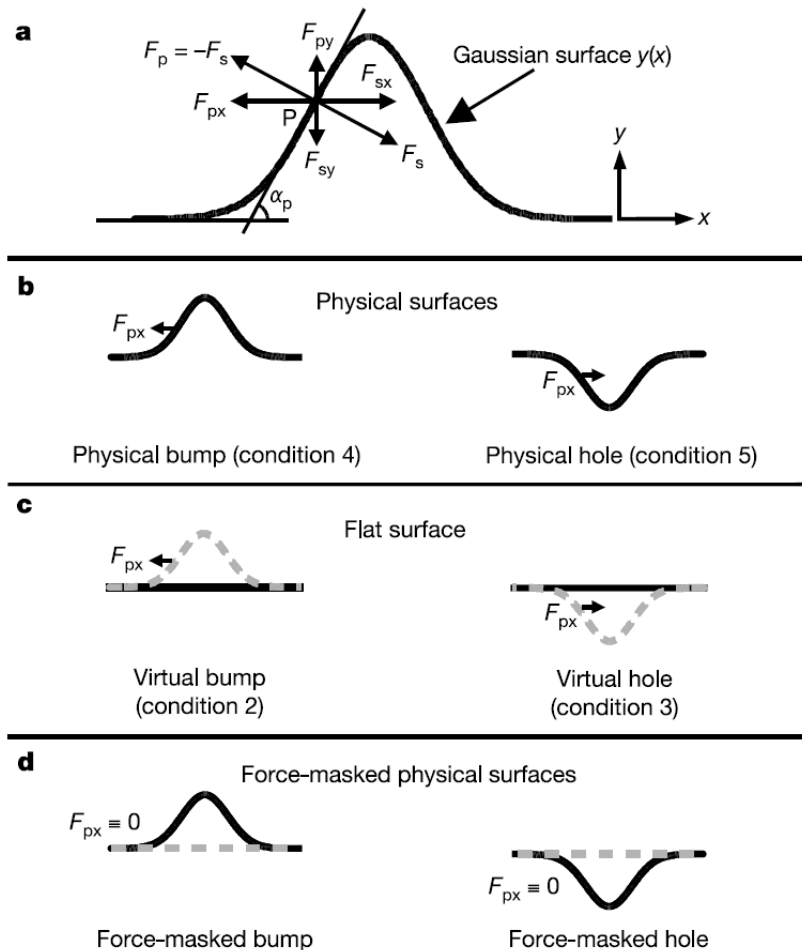 a
F_py
F_p = –F_s
F_sx
Gaussian surface y(x)
F_px
P
F_sy
F_s
α_p
y
x
b
Physical surfaces
F_px
F_px
Physical bump (condition 4)
Physical hole (condition 5)
c
Flat surface
F_px
F_px
Virtual bump
(condition 2)
Virtual hole
(condition 3)
d
Force-masked physical surfaces
F_px ≡ 0
F_px ≡ 0
Force-masked bump
Force-masked hole